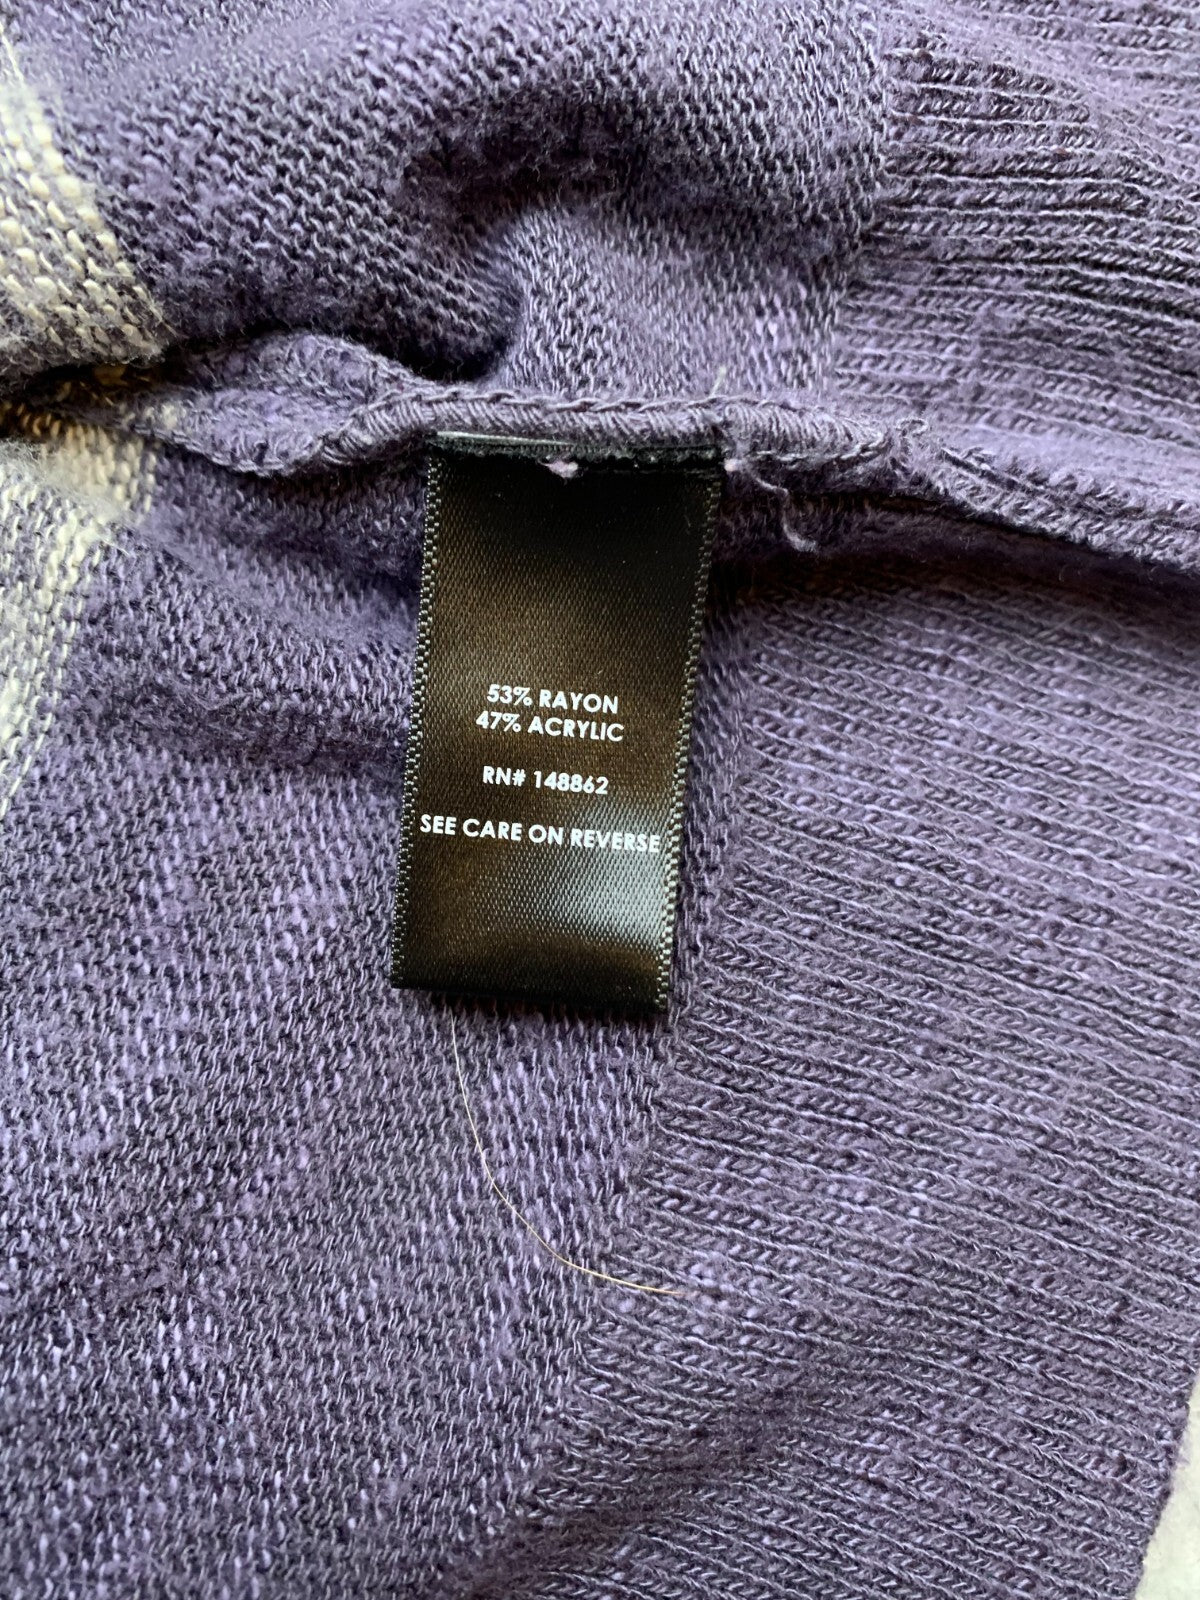 53% RAYON
47% ACRYLIC
RN# 148862
SEE CARE ON REVERSE